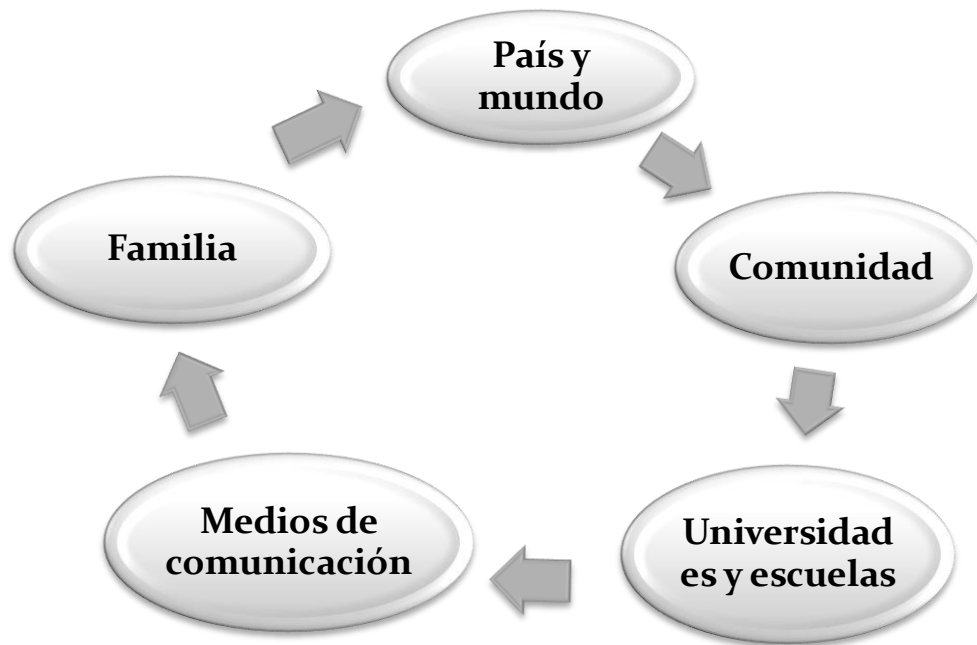 País y
mundo
Familia
Comunidad
Medios de
comunicación
Universidad
es y escuelas